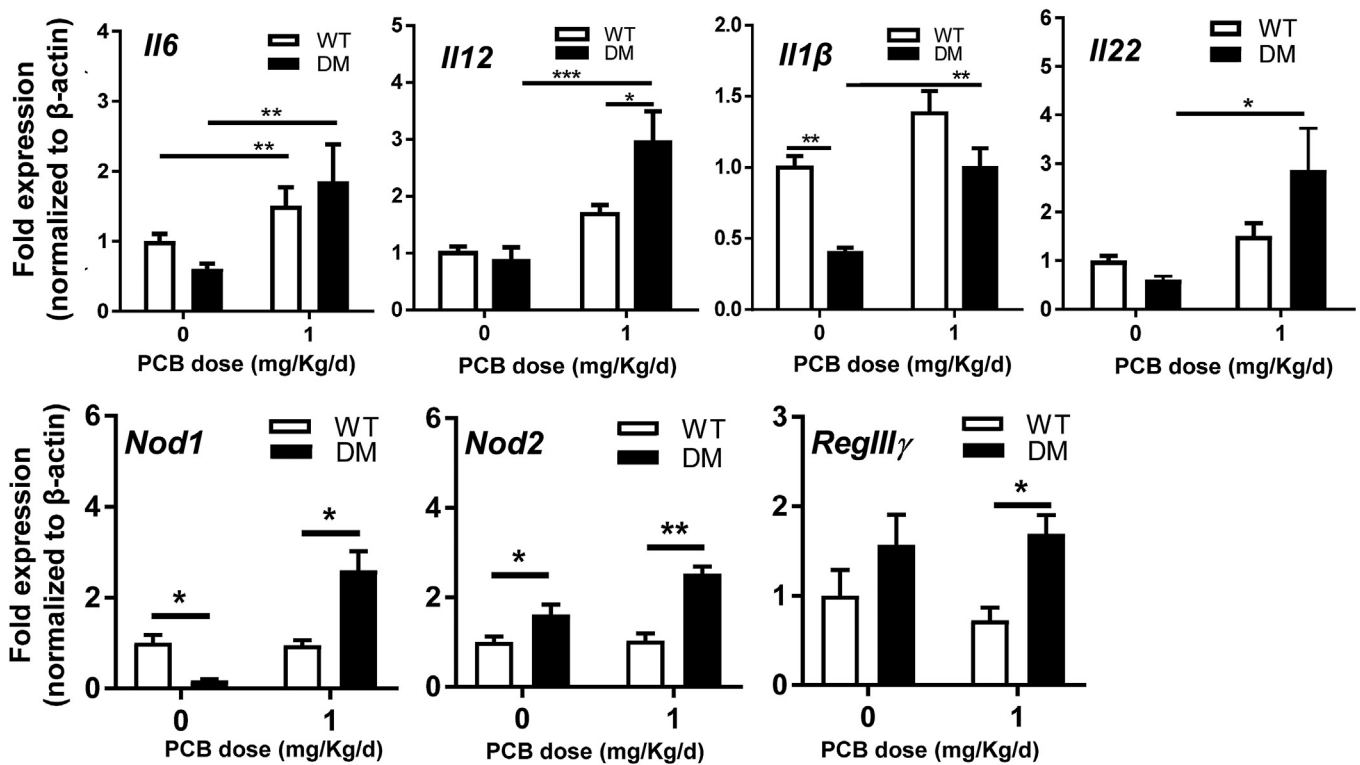 Fold expression
(normalized to β-actin)
Il6
WT
DM
4
3
2
1
0
**
**
0 1
PCB dose (mg/Kg/d)
Il12
WT
DM
5
4
3
2
1
0
***
*
0 1
PCB dose (mg/Kg/d)
Il1β
WT
DM
2.0
1.5
1.0
0.5
0.0
**
**
0 1
PCB dose (mg/Kg/d)
Il22
WT
DM
6
5
4
3
2
1
0
*
0 1
PCB dose (mg/Kg/d)
Fold expression
(normalized to β-actin)
Nod1
WT
DM
6
4
2
0
*
*
0 1
PCB dose (mg/Kg/d)
Nod2
WT
DM
6
4
2
0
*
**
0 1
PCB dose (mg/Kg/d)
RegIIIγ
WT
DM
3
2
1
0
*
0 1
PCB dose (mg/Kg/d)